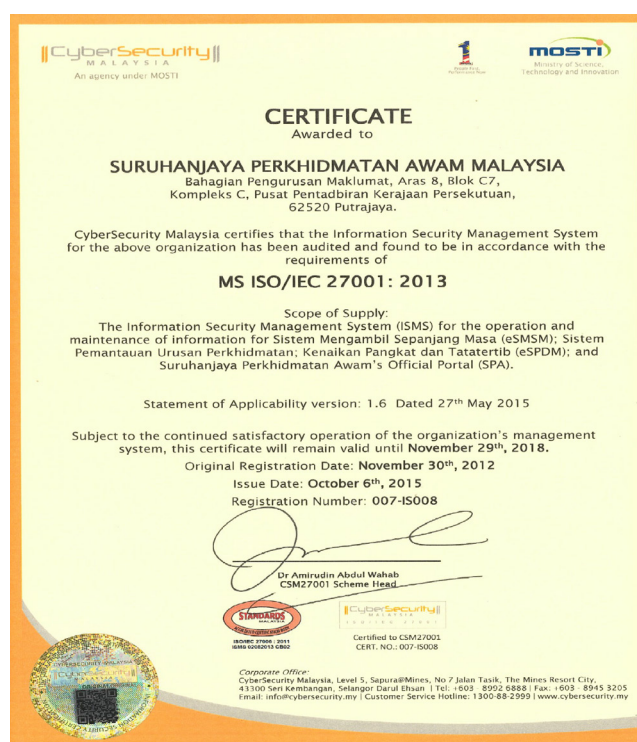 CyberSecurity
MALAYSIA
An agency under MOSTI
1
mosti
Ministry of Science,
Technology and Innovation
CERTIFICATE
Awarded to
SURUHANJAYA PERKHIDMATAN AWAM MALAYSIA
Bahagian Pengurusan Maklumat, Aras 8, Blok C7,
Kompleks C, Pusat Pentadbiran Kerajaan Persekutuan,
62520 Putrajaya.
CyberSecurity Malaysia certifies that the Information Security Management System
for the above organization has been audited and found to be in accordance with the
requirements of
MS ISO/IEC 27001: 2013
Scope of Supply:
The Information Security Management System (ISMS) for the operation and
maintenance of information for Sistem Mengambil Sepanjang Masa (eSMSM); Sistem
Pemantauan Urusan Perkhidmatan; Kenaikan Pangkat dan Tatatertib (eSPDM); and
Suruhanjaya Perkhidmatan Awam's Official Portal (SPA).
Statement of Applicability version: 1.6 Dated 27th May 2015
Subject to the continued satisfactory operation of the organization's management
system, this certificate will remain valid until November 29th, 2018.
Original Registration Date: November 30th, 2012
Issue Date: October 6th, 2015
Registration Number: 007-IS008
Dr Amirudin Abdul Wahab
CSM27001 Scheme Head
STANDARDS
MALAYSIA
CyberSecurity
MALAYSIA
ISO/IEC 27006 : 2011
ISMS 02082013 CB02
Certified to CSM27001
CERT. NO.: 007-IS008
CYBERSECURITY MALAYSIA
Corporate Office:
CyberSecurity Malaysia, Level 5, Sapura@Mines, No 7 Jalan Tasik, The Mines Resort City,
43300 Seri Kembangan, Selangor Darul Ehsan | Tel: +603 - 8992 6888 | Fax: +603 - 8945 3205
Email: info@cybersecurity.my | Customer Service Hotline: 1300-88-2999 | www.cybersecurity.my